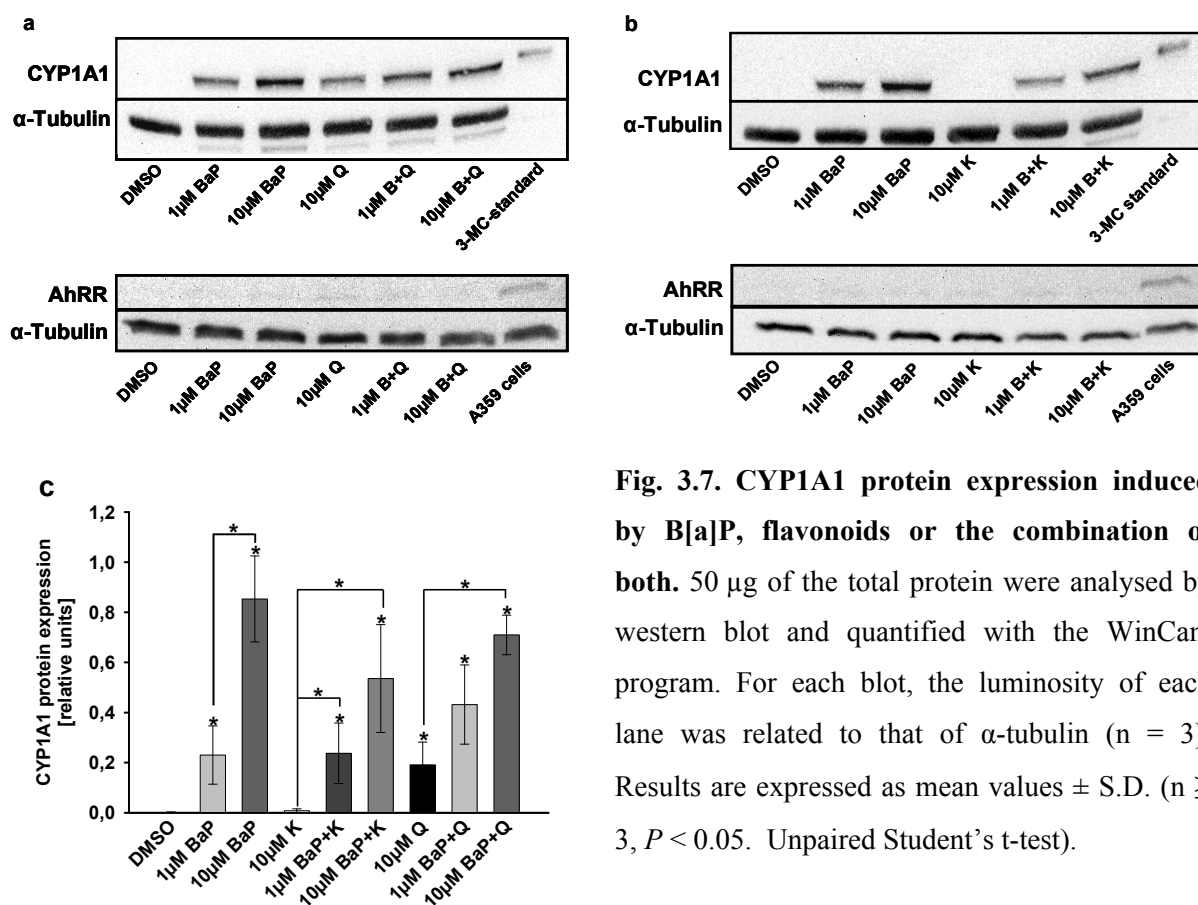 a
CYP1A1
α-Tubulin
DMSO
1µM BaP
10µM BaP
10µM Q
1µM B+Q
10µM B+Q
3-MC-standard
AhRR
α-Tubulin
DMSO
1µM BaP
10µM BaP
10µM Q
1µM B+Q
10µM B+Q
A359 cells
b
CYP1A1
α-Tubulin
DMSO
1µM BaP
10µM BaP
10µM K
1µM B+K
10µM B+K
3-MC standard
AhRR
α-Tubulin
DMSO
1µM BaP
10µM BaP
10µM K
1µM B+K
10µM B+K
A359 cells
c
CYP1A1 protein expression
[relative units]
1,2
1,0
0,8
0,6
0,4
0,2
0,0
* * * * * * * * * * *
DMSO
1µM BaP
10µM BaP
10µM K
1µM BaP+K
10µM BaP+K
10µM Q
1µM BaP+Q
10µM BaP+Q
Fig. 3.7. CYP1A1 protein expression induced
by B[a]P, flavonoids or the combination o
both. 50 µg of the total protein were analysed b
western blot and quantified with the WinCam
program. For each blot, the luminosity of each
lane was related to that of α-tubulin (n = 3)
Results are expressed as mean values ± S.D. (n ≥
3, P < 0.05. Unpaired Student’s t-test).